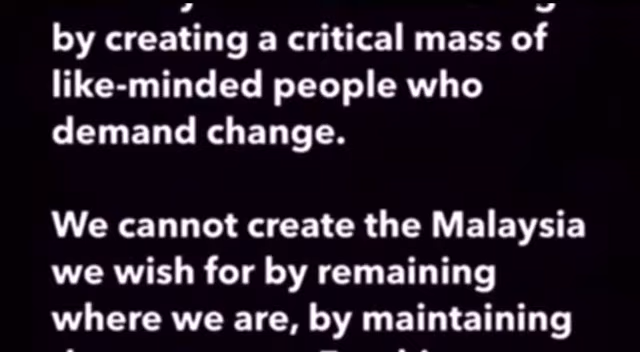 by creating a critical mass of
like-minded people who
demand change.
We cannot create the Malaysia
we wish for by remaining
where we are, by maintaining